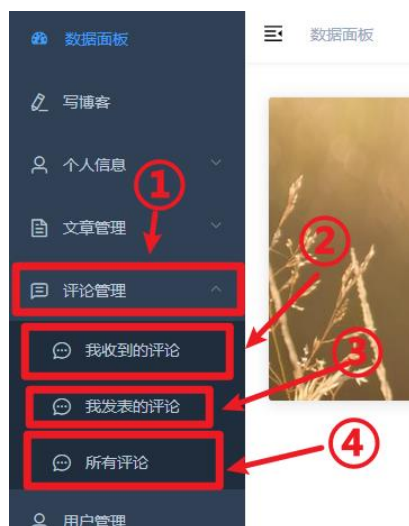 数据面板
数据面板
写博客
个人信息
①
文章管理
②
评论管理
我收到的评论
③
我发表的评论
④
所有评论
用户管理